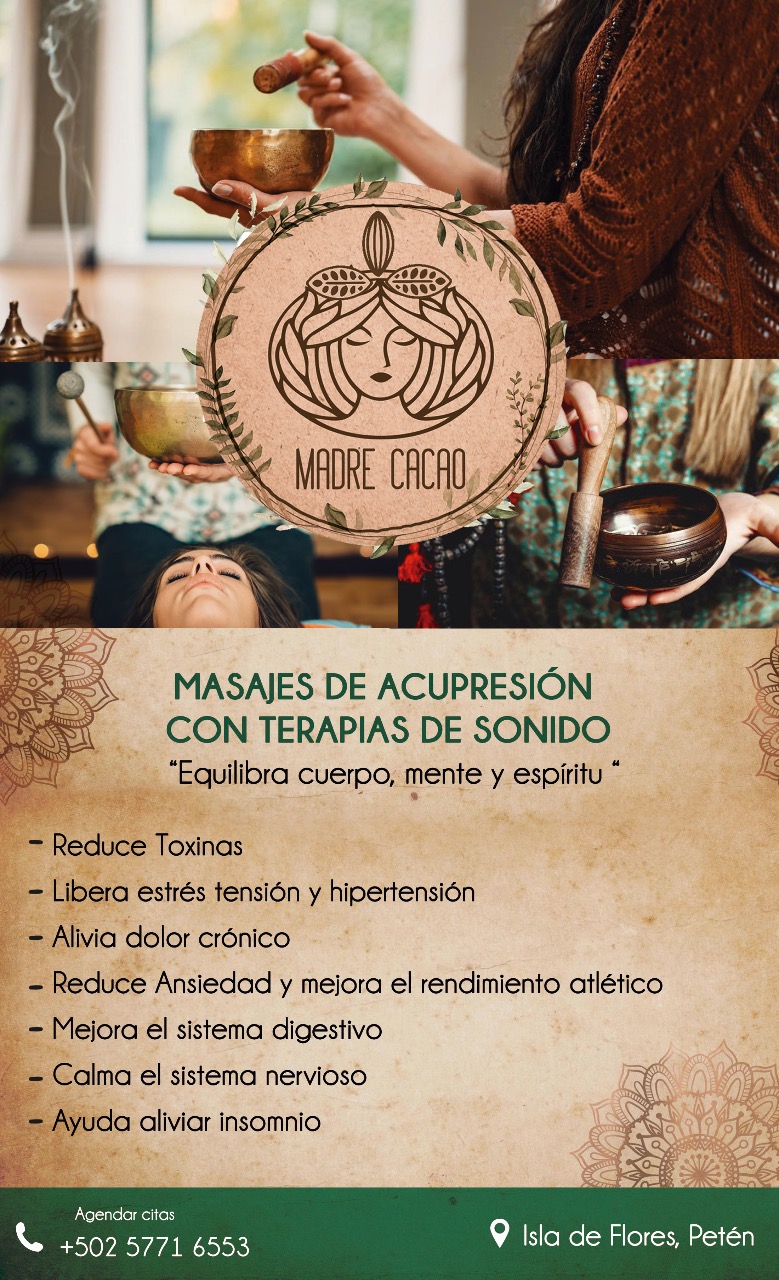 MADRE CACAO
MASAJES DE ACUPRESIÓN
CON TERAPIAS DE SONIDO
“Equilibra cuerpo, mente y espíritu “
- Reduce Toxinas
- Libera estrés tensión y hipertensión
- Alivia dolor crónico
- Reduce Ansiedad y mejora el rendimiento atlético
- Mejora el sistema digestivo
- Calma el sistema nervioso
- Ayuda aliviar insomnio
Agendar citas
+502 5771 6553
Isla de Flores, Petén